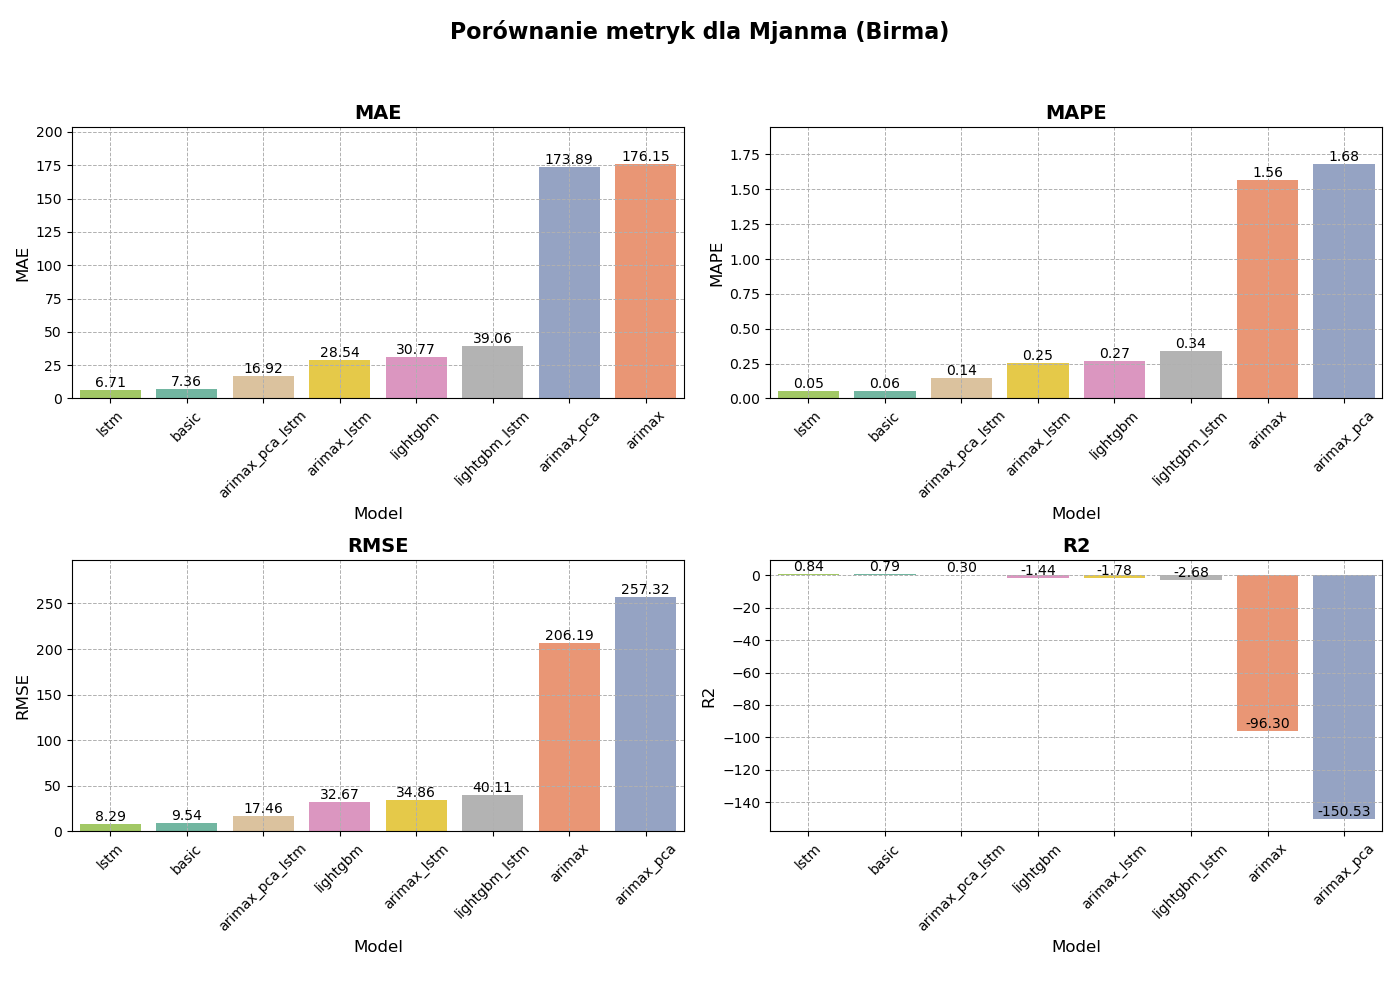 Porównanie metryk dla Mjanma (Birma)
MAE
200
175
150
125
100
75
50
25
0
MAE
6.71
7.36
16.92
28.54
30.77
39.06
173.89
176.15
lstm
basic
arimax_pca_lstm
arimax_lstm
lightgbm
lightgbm_lstm
arimax_pca
arimax
Model
MAPE
1.75
1.50
1.25
1.00
0.75
0.50
0.25
0.00
MAPE
0.05
0.06
0.14
0.25
0.27
0.34
1.56
1.68
lstm
basic
arimax_pca_lstm
arimax_lstm
lightgbm
lightgbm_lstm
arimax
arimax_pca
Model
RMSE
250
200
150
100
50
0
RMSE
8.29
9.54
17.46
32.67
34.86
40.11
206.19
257.32
lstm
basic
arimax_pca_lstm
lightgbm
arimax_lstm
lightgbm_lstm
arimax
arimax_pca
Model
R2
0
−20
−40
−60
−80
−100
−120
−140
R2
0.84
0.79
0.30
-1.44
-1.78
-2.68
-96.30
-150.53
lstm
basic
arimax_pca_lstm
lightgbm
arimax_lstm
lightgbm_lstm
arimax
arimax_pca
Model